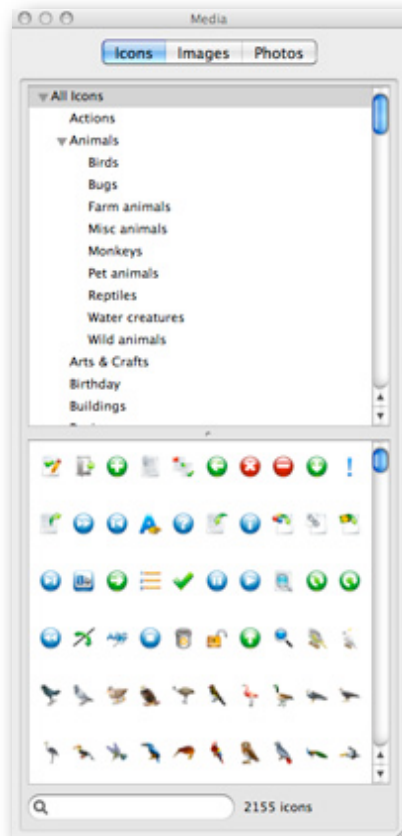 Media
Icons Images Photos
All Icons
Actions
Animals
Birds
Bugs
Farm animals
Misc animals
Monkeys
Pet animals
Reptiles
Water creatures
Wild animals
Arts & Crafts
Birthday
Buildings
2155 icons